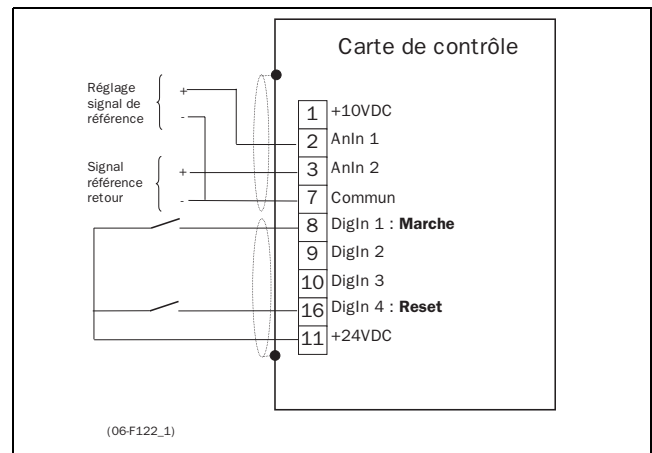 Carte de contrôle
Réglage
signal de
référence
+
-
Signal
référence
retour
+
-
1 +10VDC
2 AnIn 1
3 AnIn 2
7 Commun
8 DigIn 1 : Marche
9 DigIn 2
10 DigIn 3
16 DigIn 4 : Reset
11 +24VDC
(06-F122_1)